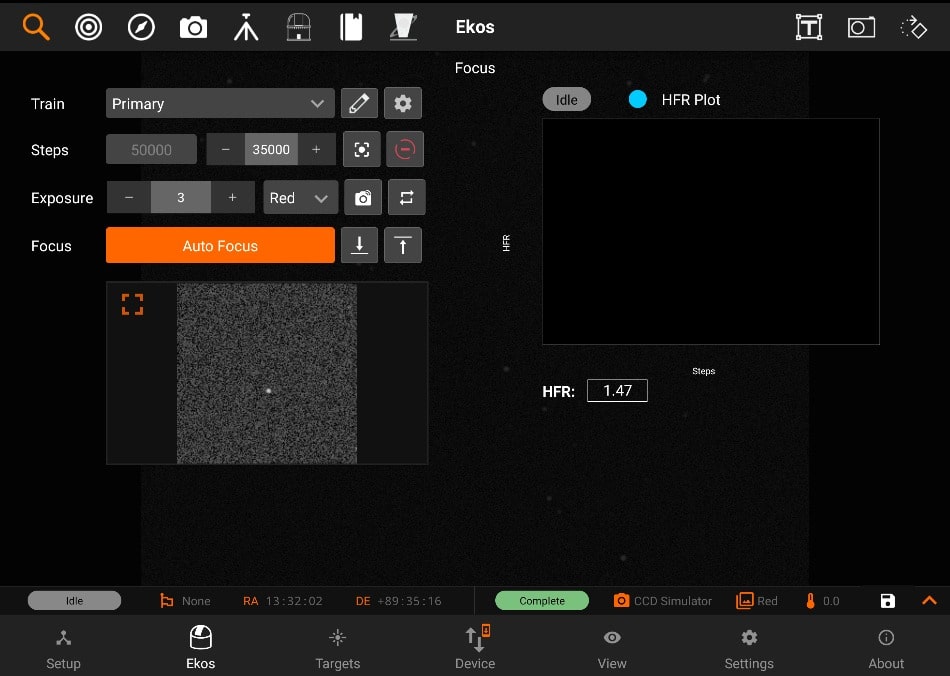 Ekos
Focus
Train Primary
Idle HFR Plot
Steps 50000 − 35000 +
Exposure − 3 + Red
Focus Auto Focus
HFR
Steps
HFR: 1.47
Idle None RA 13:32:02 DE +89:35:16 Complete CCD Simulator Red 0.0
Setup Ekos Targets Device View Settings About